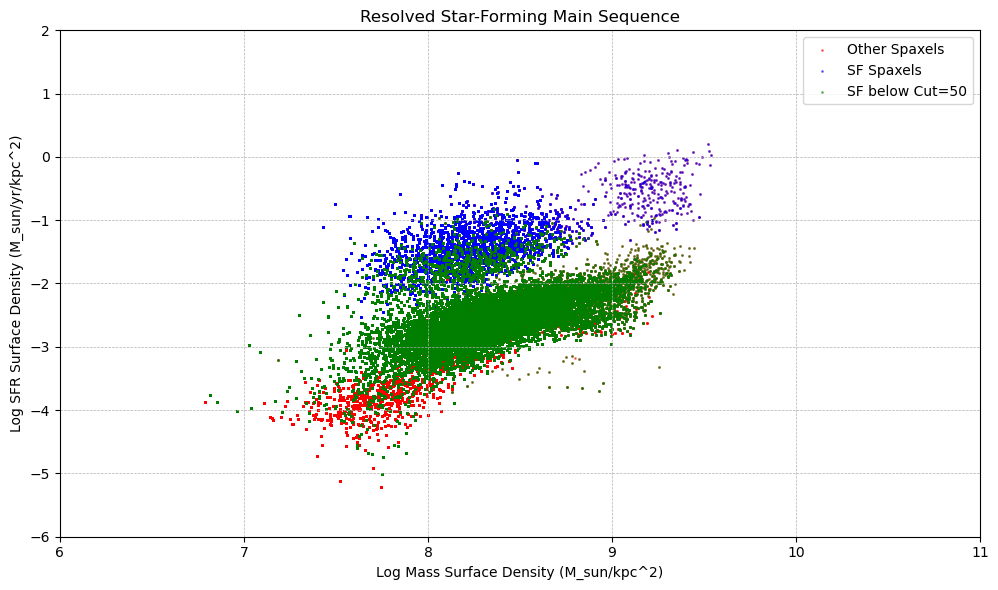 Resolved Star-Forming Main Sequence
Other Spaxels
SF Spaxels
SF below Cut=50
Log SFR Surface Density (M_sun/yr/kpc^2)
2
1
0
−1
−2
−3
−4
−5
−6
6
7
8
9
10
11
Log Mass Surface Density (M_sun/kpc^2)